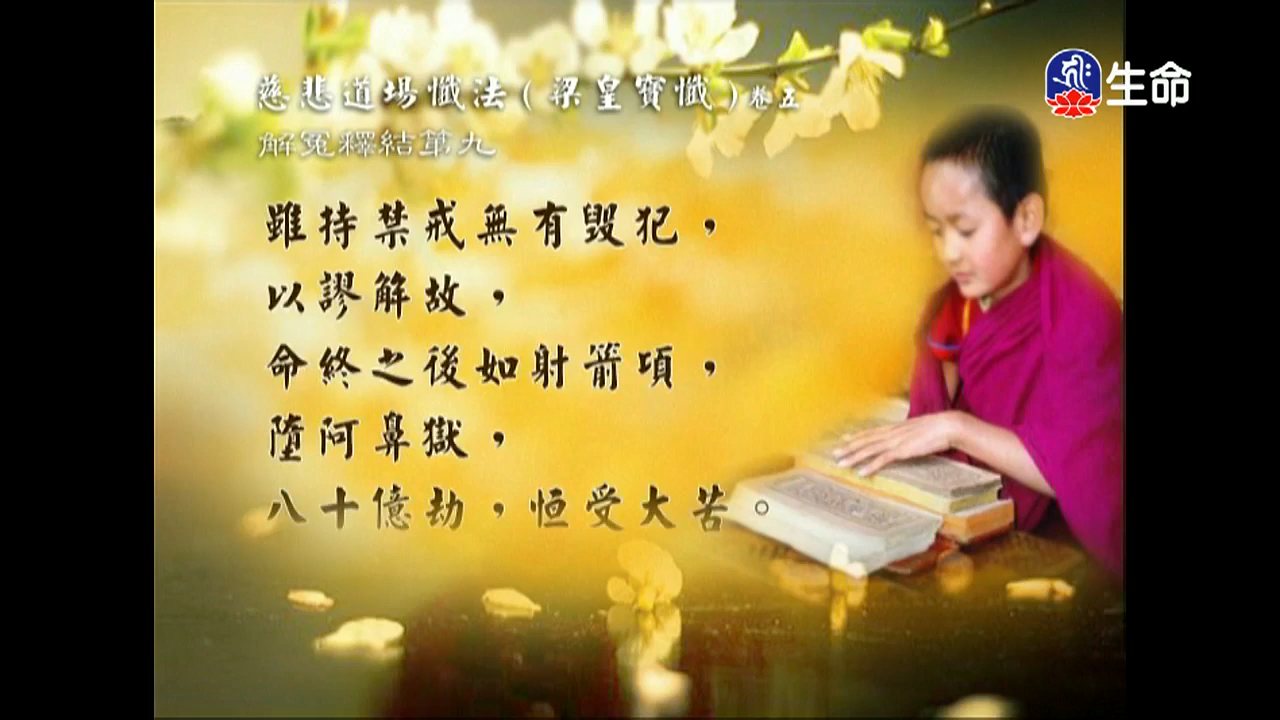 慈悲道場懺法(梁皇寶懺)卷五
生命
解冤釋結第九
雖持禁戒無有毀犯，
以謬解故，
命終之後如射箭項，
墮阿鼻獄，
八十億劫，恒受大苦。